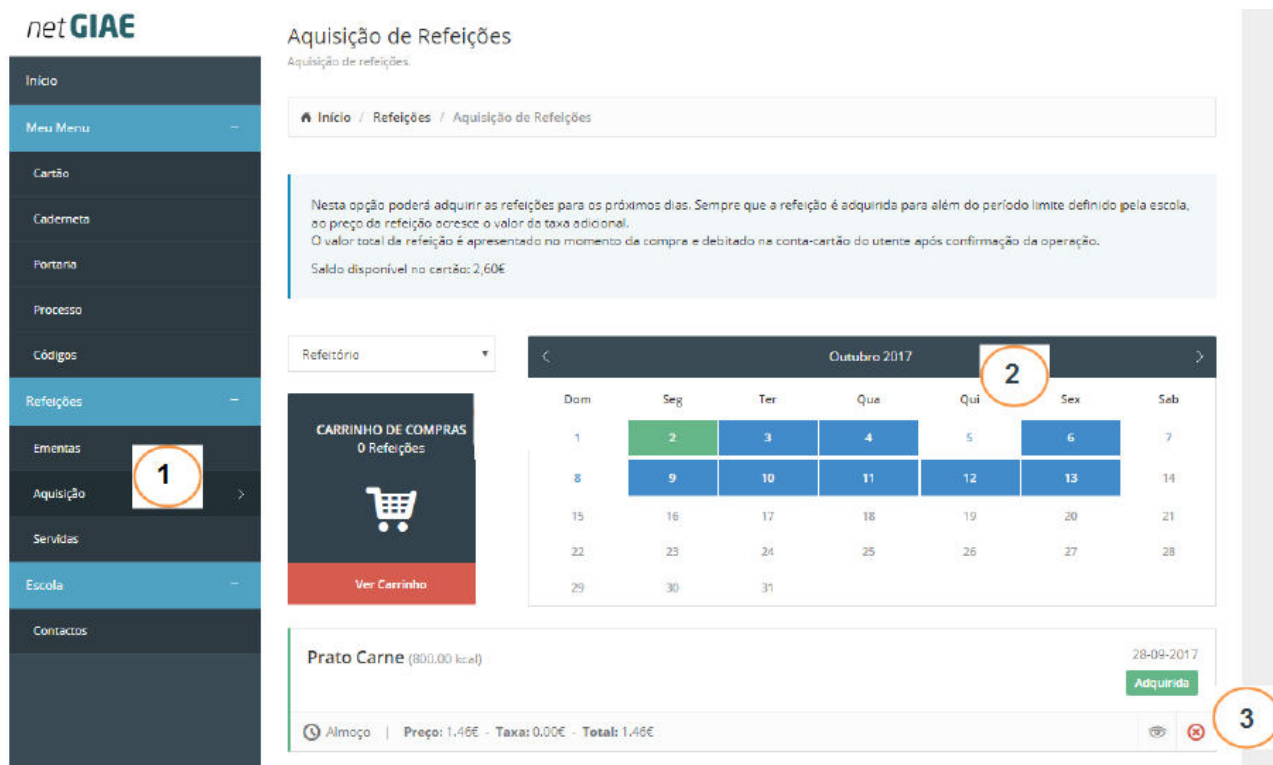 netGIAE
Início
Meu Menu
Cartão
Caderneta
Portaria
Processo
Códigos
Refeições
Ementas
1
Aquisição
Servidas
Escola
Contactos
Aquisição de Refeições
Aquisição de refeições.
Início / Refeições / Aquisição de Refeições
Nesta opção poderá adquirir as refeições para os próximos dias. Sempre que a refeição é adquirida para além do período limite definido pela escola,
ao preço da refeição acresce o valor da taxa adicional.
O valor total da refeição é apresentado no momento da compra e debitado na conta-cartão do utente após confirmação da operação.
Saldo disponível no cartão: 2,60€
Refeitório
CARRINHO DE COMPRAS
0 Refeições
Ver Carrinho
Outubro 2017
2
Dom Seg Ter Qua Qui Sex Sab
1 2 3 4 5 6 7
8 9 10 11 12 13 14
15 16 17 18 19 20 21
22 23 24 25 26 27 28
29 30 31
Prato Carne (800.00 kcal)
28-09-2017
Adquirida
Almoço | Preço: 1.46€ - Taxa: 0.00€ - Total: 1.46€
3